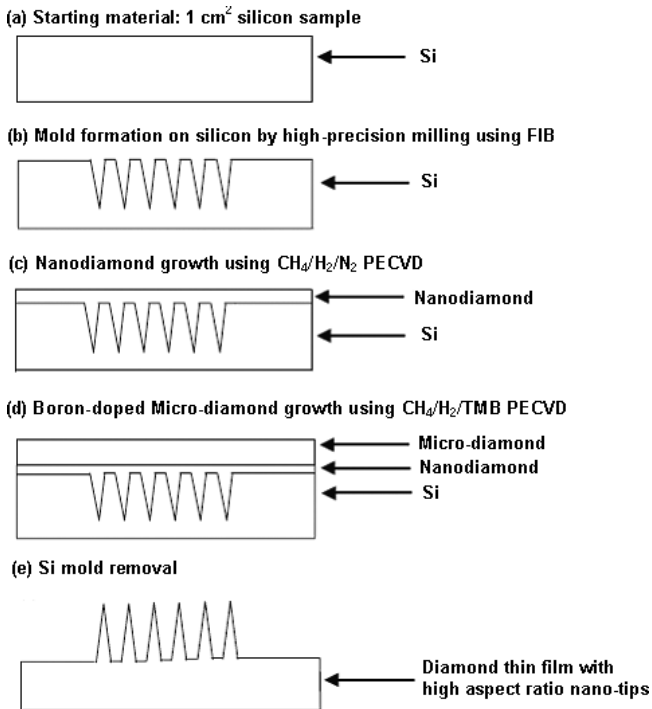 (a) Starting material: 1 cm² silicon sample
Si
(b) Mold formation on silicon by high-precision milling using FIB
Si
(c) Nanodiamond growth using CH₄/H₂/N₂ PECVD
Nanodiamond
Si
(d) Boron-doped Micro-diamond growth using CH₄/H₂/TMB PECVD
Micro-diamond
Nanodiamond
Si
(e) Si mold removal
Diamond thin film with
high aspect ratio nano-tips